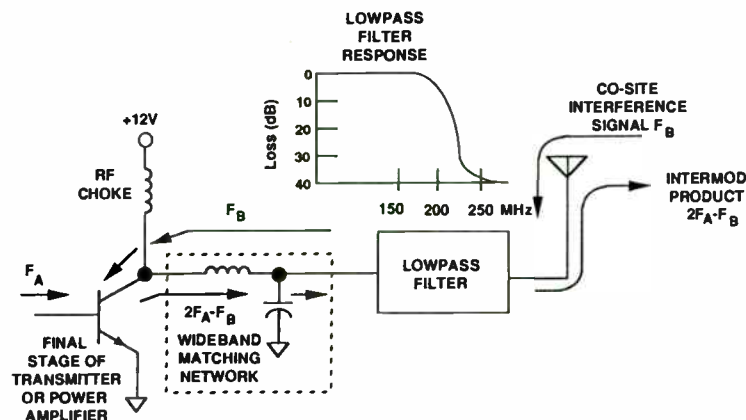 LOWPASS
FILTER
RESPONSE
0
10
20
30
40
Loss (dB)
150
200
250 MHz
CO-SITE
INTERFERENCE
SIGNAL FB
INTERMOD
PRODUCT
2FA-FB
+12V
RF
CHOKE
FB
FA
2FA-FB
WIDEBAND
MATCHING
NETWORK
LOWPASS
FILTER
FINAL
STAGE OF
TRANSMITTER
OR POWER
AMPLIFIER